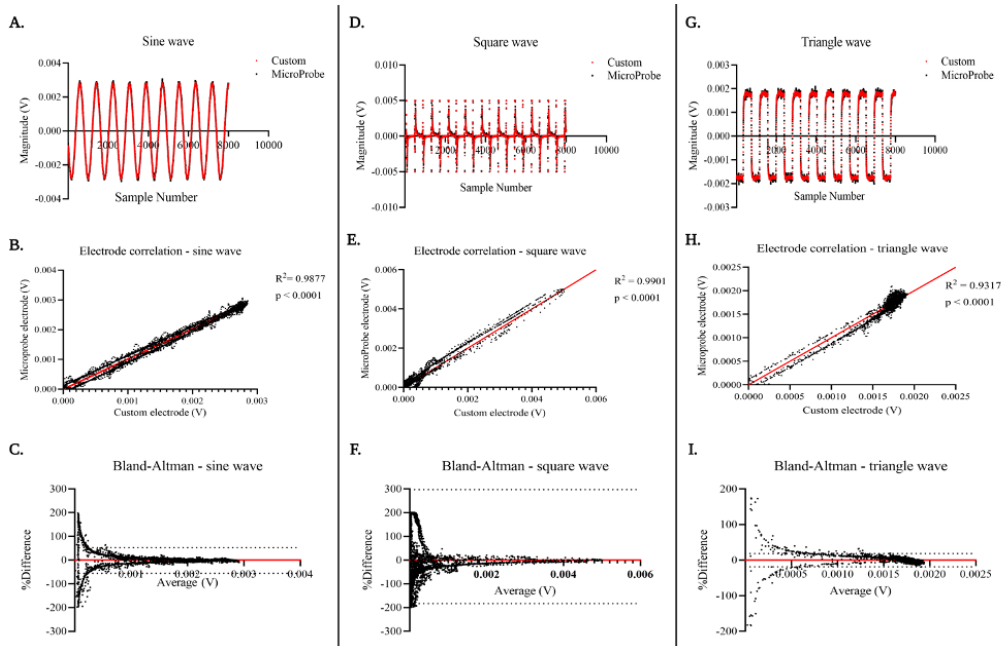 A.
Sine wave
Custom
MicroProbe
0.004
0.002
0.000
-0.002
-0.004
2000
4000
6000
8000
10000
Magnitude (V)
Sample Number
B.
Electrode correlation - sine wave
R² = 0.9877
p < 0.0001
0.004
0.003
0.002
0.001
0.000
0.000
0.001
0.002
0.003
Microprobe electrode (V)
Custom electrode (V)
C.
Bland-Altman - sine wave
300
200
100
0
-100
-200
-300
0.001
0.002
0.003
0.004
%Difference
Average (V)
D.
Square wave
Custom
MicroProbe
0.010
0.005
0.000
-0.005
-0.010
2000
4000
6000
8000
10000
Magnitude (V)
Sample Number
E.
Electrode correlation - square wave
R² = 0.9901
p < 0.0001
0.006
0.004
0.002
0.000
0.000
0.002
0.004
0.006
MicroProbe electrode (V)
Custom electrode (V)
F.
Bland-Altman - square wave
300
200
100
0
-100
-200
-300
0.002
0.004
0.006
%Difference
Average (V)
G.
Triangle wave
Custom
MicroProbe
0.003
0.002
0.001
0.000
-0.001
-0.002
-0.003
2000
4000
6000
8000
10000
Magnitude (V)
Sample Number
H.
Electrode correlation - triangle wave
R² = 0.9317
p < 0.0001
0.0025
0.0020
0.0015
0.0010
0.0005
0.0000
0.0000
0.0005
0.0010
0.0015
0.0020
0.0025
Microprobe electrode (V)
Custom electrode (V)
I.
Bland-Altman - triangle wave
200
100
0
-100
-200
0.0005
0.0010
0.0015
0.0020
0.0025
%Difference
Average (V)